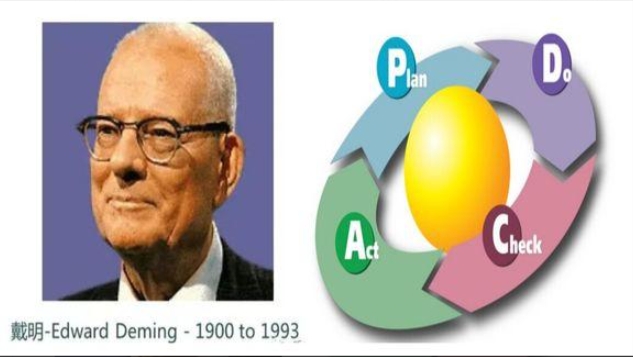 Plan
Do
Check
Act
戴明-Edward Deming - 1900 to 1993